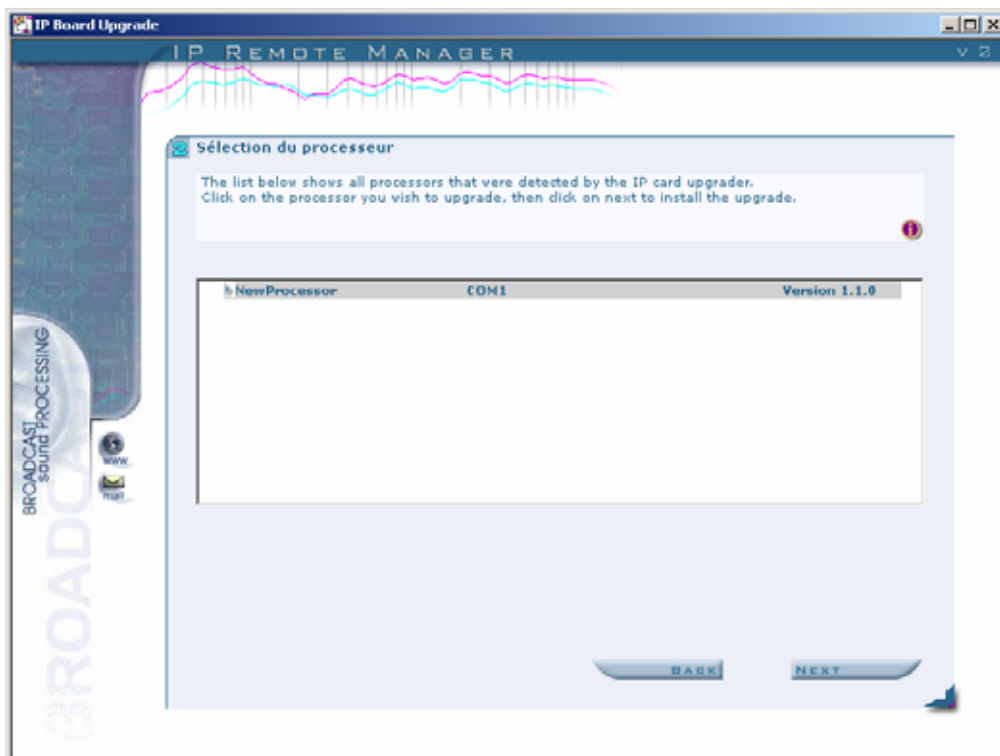 IP Board Upgrade
IP REMOTE MANAGER
V 2
2 Sélection du processeur
The list below shows all processors that were detected by the IP card upgrader.
Click on the processor you wish to upgrade, then click on next to install the upgrade.
NewProcessor COM1 Version 1.1.0
BROADCAST
sound PROCESSING
BROADCAST
www
mail
BACK
NEXT